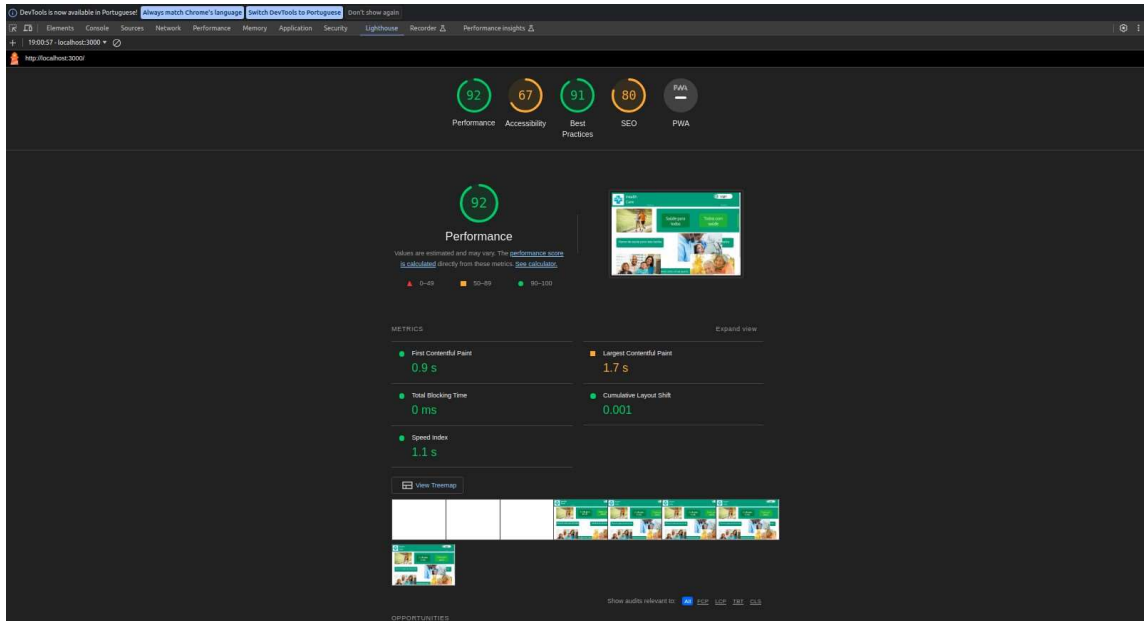 DevTools is now available in Portuguese! Always match Chrome's language Switch DevTools to Portuguese Don't show again
Elements Console Sources Network Performance Memory Application Security Lighthouse Recorder Performance insights
19:00:57 - localhost:3000
http://localhost:3000/
92 67 91 80 PWA
Performance Accessibility Best Practices SEO PWA
92
Performance
Values are estimated and may vary. The performance score
is calculated directly from these metrics. See calculator.
0–49 50–89 90–100
METRICS Expand view
First Contentful Paint
0.9 s
Largest Contentful Paint
1.7 s
Total Blocking Time
0 ms
Cumulative Layout Shift
0.001
Speed Index
1.1 s
View Treemap
Show audits relevant to: All FCP LCP TBT CLS
OPPORTUNITIES